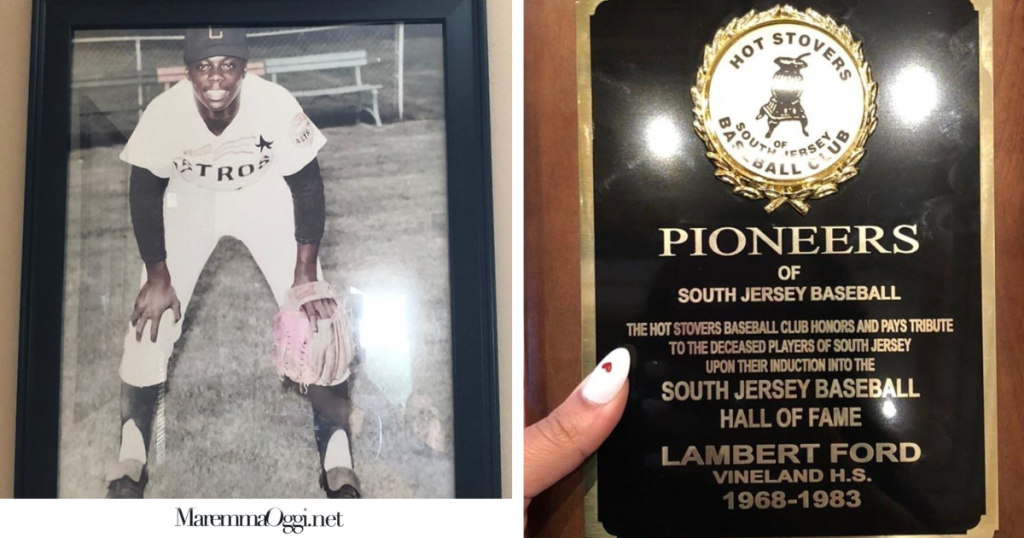 C
ASTROS
MaremmaOggi.net
HOT STOVERS
OF
SOUTH JERSEY
BASEBALL CLUB
PIONEERS
OF
SOUTH JERSEY BASEBALL
THE HOT STOVERS BASEBALL CLUB HONORS AND PAYS TRIBUTE
TO THE DECEASED PLAYERS OF SOUTH JERSEY
UPON THEIR INDUCTION INTO THE
SOUTH JERSEY BASEBALL
HALL OF FAME
LAMBERT FORD
VINELAND H.S.
1968-1983